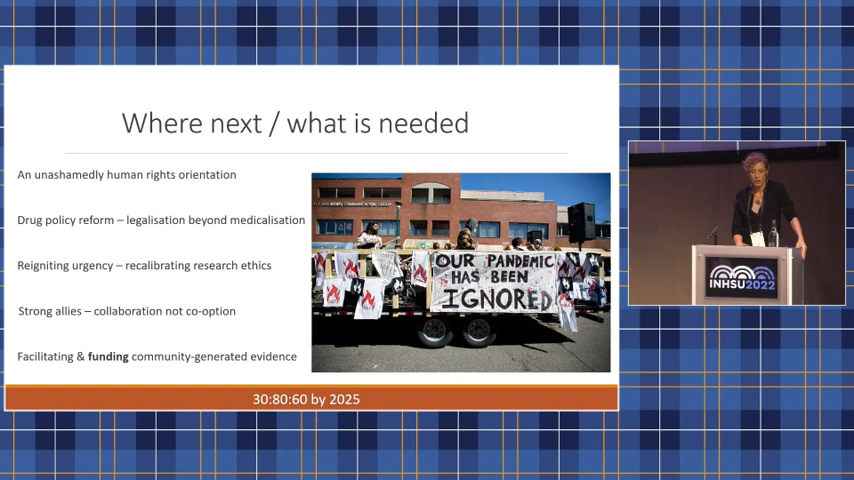 Where next / what is needed
An unashamedly human rights orientation
Drug policy reform – legalisation beyond medicalisation
Reigniting urgency – recalibrating research ethics
Strong allies – collaboration not co-option
Facilitating & funding community-generated evidence
OUR PANDEMIC
HAS BEEN
IGNORED
30:80:60 by 2025
INHSU2022